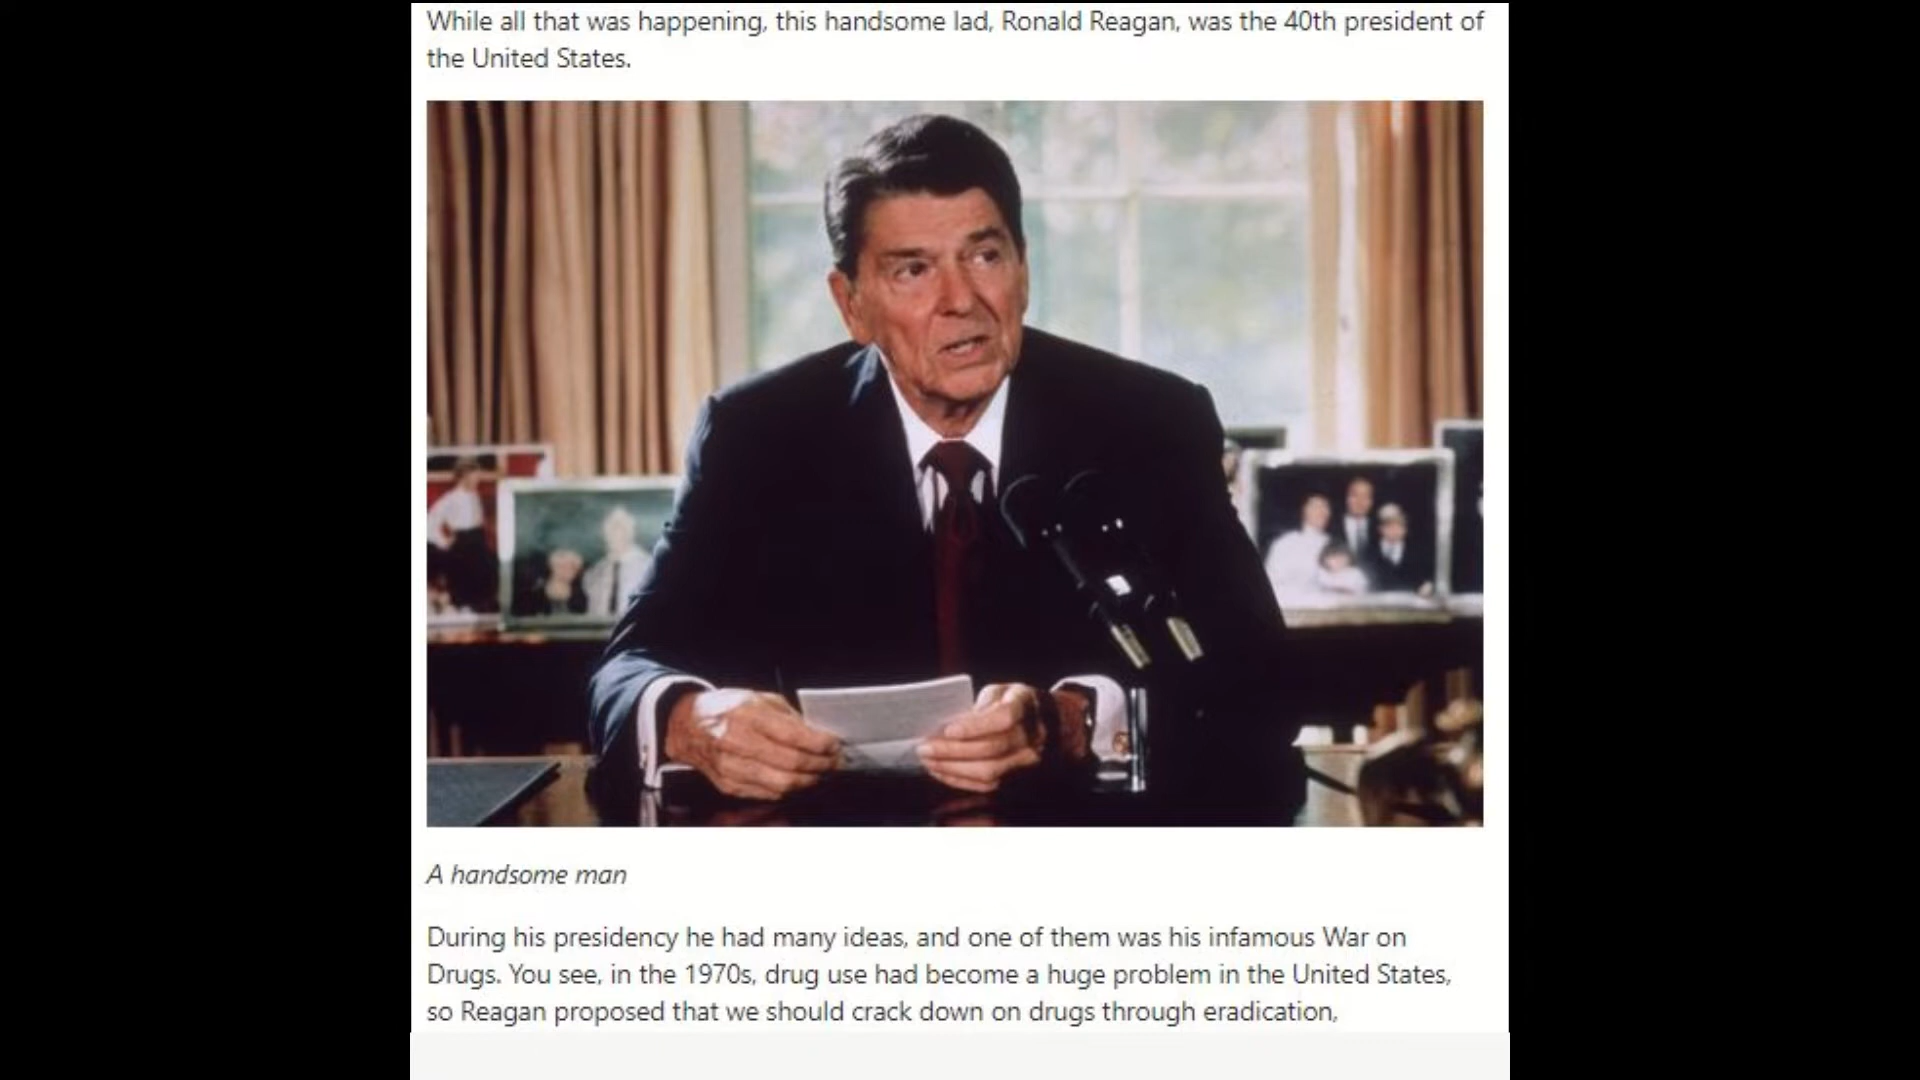 While all that was happening, this handsome lad, Ronald Reagan, was the 40th president of
the United States.
A handsome man
During his presidency he had many ideas, and one of them was his infamous War on
Drugs. You see, in the 1970s, drug use had become a huge problem in the United States,
so Reagan proposed that we should crack down on drugs through eradication,